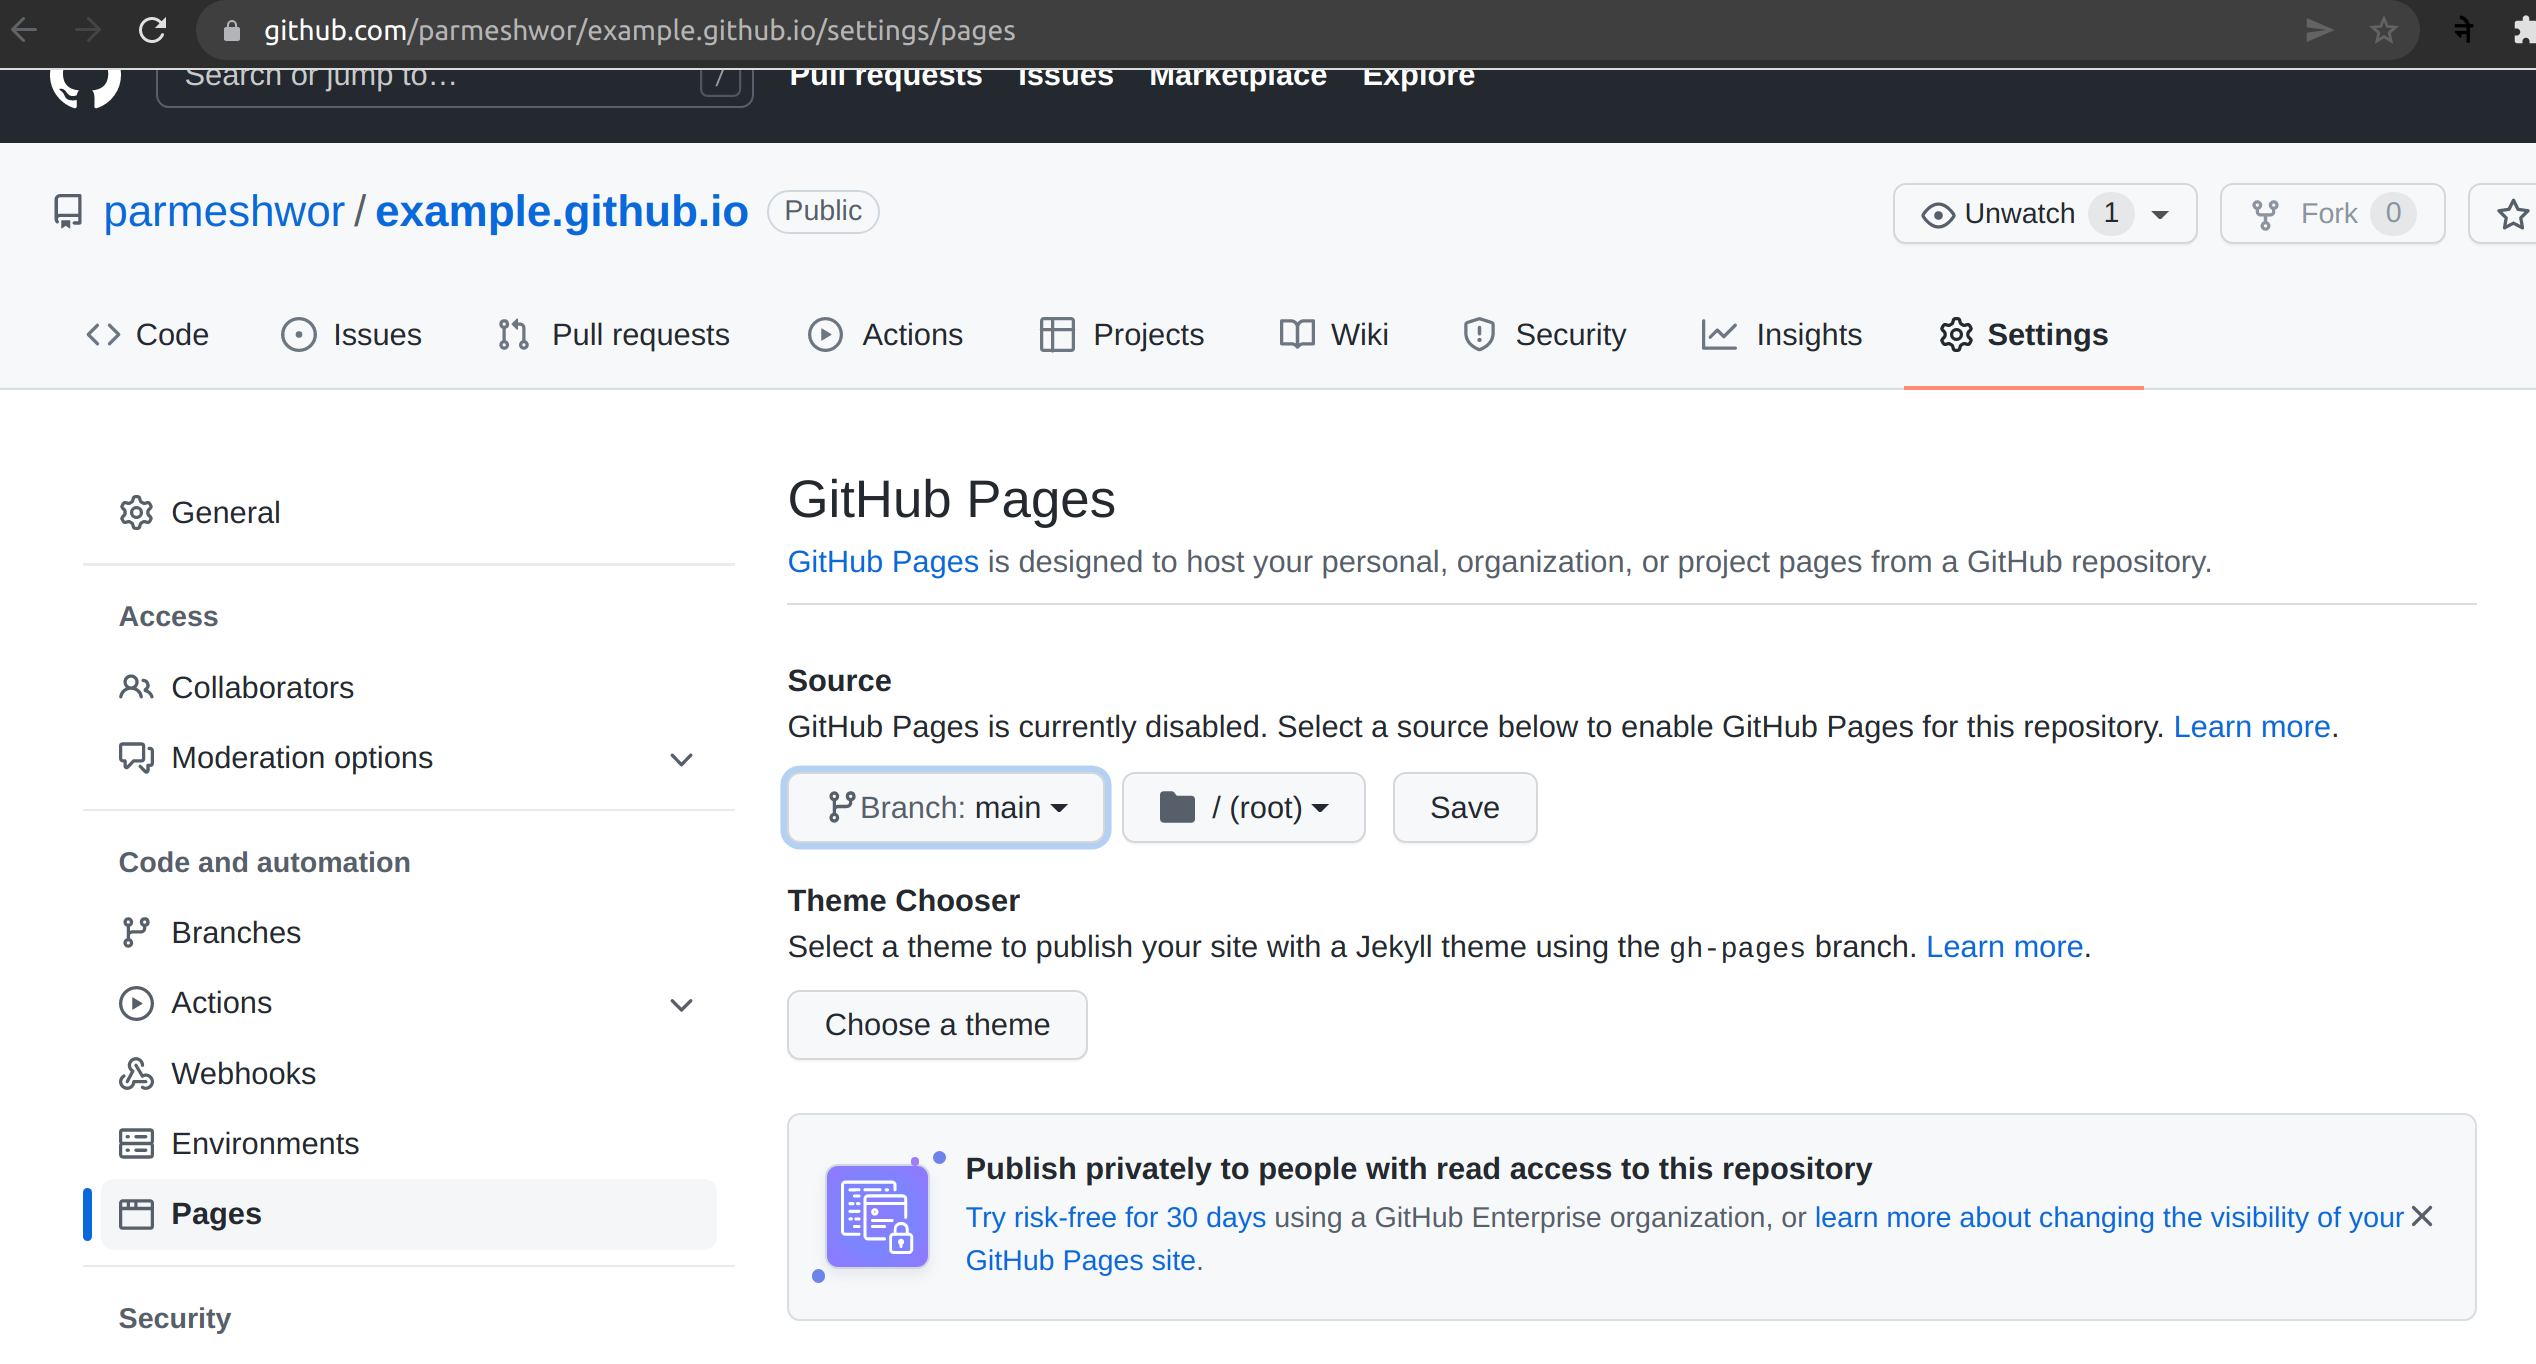 github.com/parmeshwor/example.github.io/settings/pages
ने
Search or jump to… /
Pull requests Issues Marketplace Explore
parmeshwor / example.github.io Public
Unwatch 1 Fork 0
Code Issues Pull requests Actions Projects Wiki Security Insights Settings
General
Access
Collaborators
Moderation options
Code and automation
Branches
Actions
Webhooks
Environments
Pages
Security
GitHub Pages
GitHub Pages is designed to host your personal, organization, or project pages from a GitHub repository.
Source
GitHub Pages is currently disabled. Select a source below to enable GitHub Pages for this repository. Learn more.
Branch: main / (root) Save
Theme Chooser
Select a theme to publish your site with a Jekyll theme using the gh-pages branch. Learn more.
Choose a theme
Publish privately to people with read access to this repository
Try risk-free for 30 days using a GitHub Enterprise organization, or learn more about changing the visibility of your
GitHub Pages site.